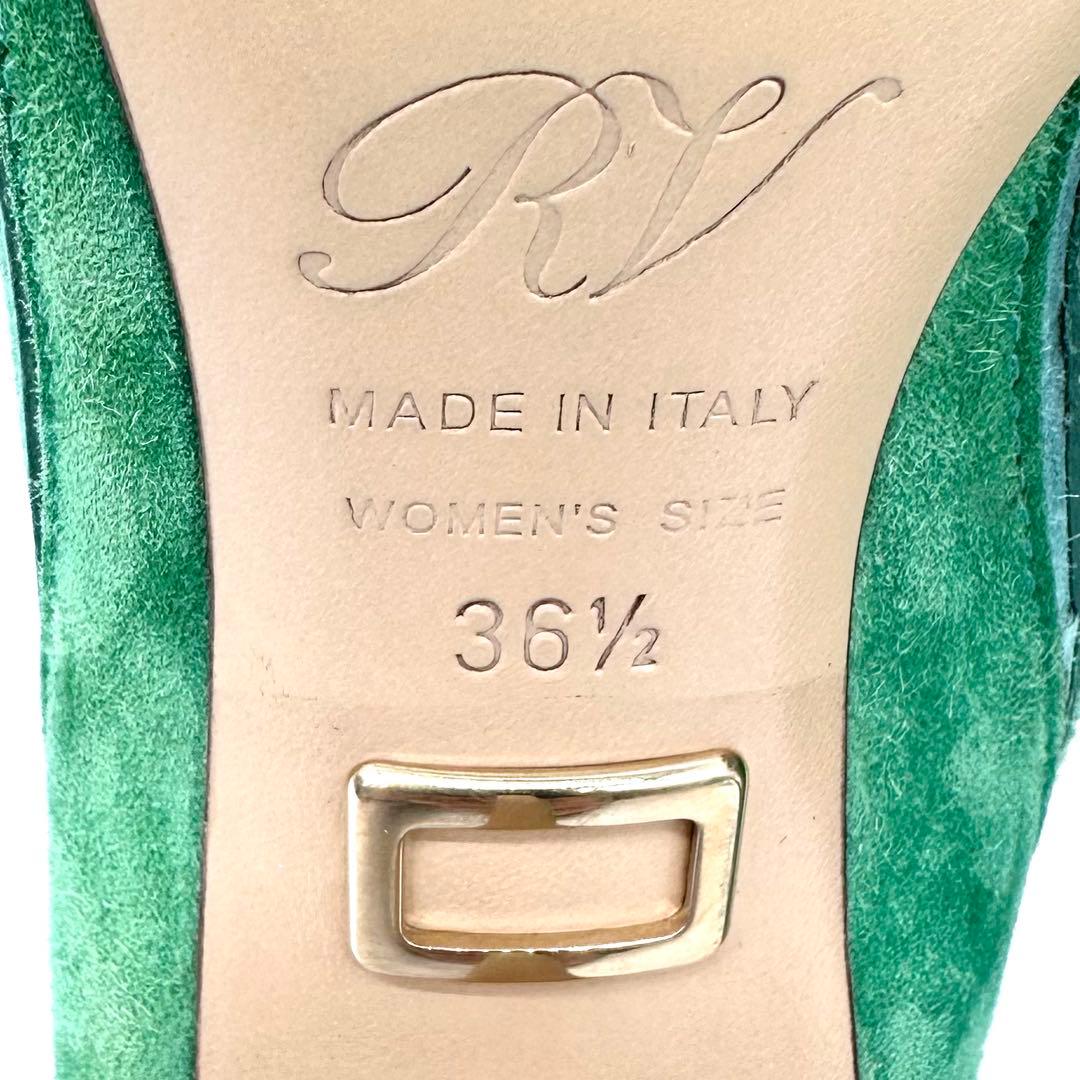 RV
MADE IN ITALY
WOMEN'S SIZE
36½